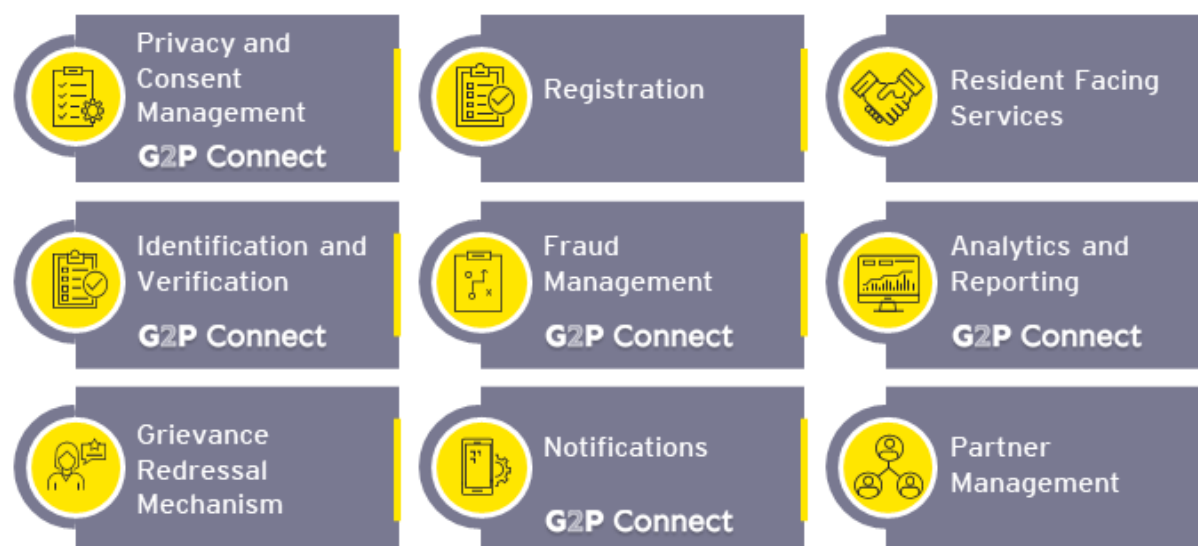 Privacy and
Consent
Management
G2P Connect
Registration
Resident Facing
Services
Identification and
Verification
G2P Connect
Fraud
Management
G2P Connect
Analytics and
Reporting
G2P Connect
Grievance
Redressal
Mechanism
Notifications
G2P Connect
Partner
Management